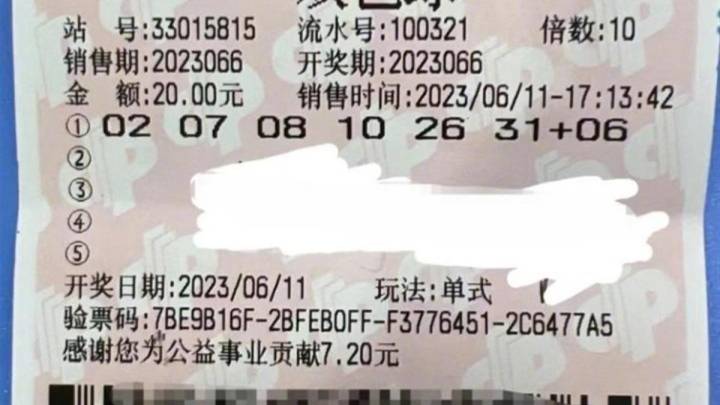 站 号:33015815 流水号:100321 倍数:10
销售期:2023066 开奖期:2023066
金 额:20.00元 销售时间:2023/06/11-17:13:42
① 02 07 08 10 26 31+06
②
③
④
⑤
开奖日期:2023/06/11 玩法:单式
验票码:7BE9B16F-2BFEB0FF-F3776451-2C6477A5
感谢您为公益事业贡献7.20元